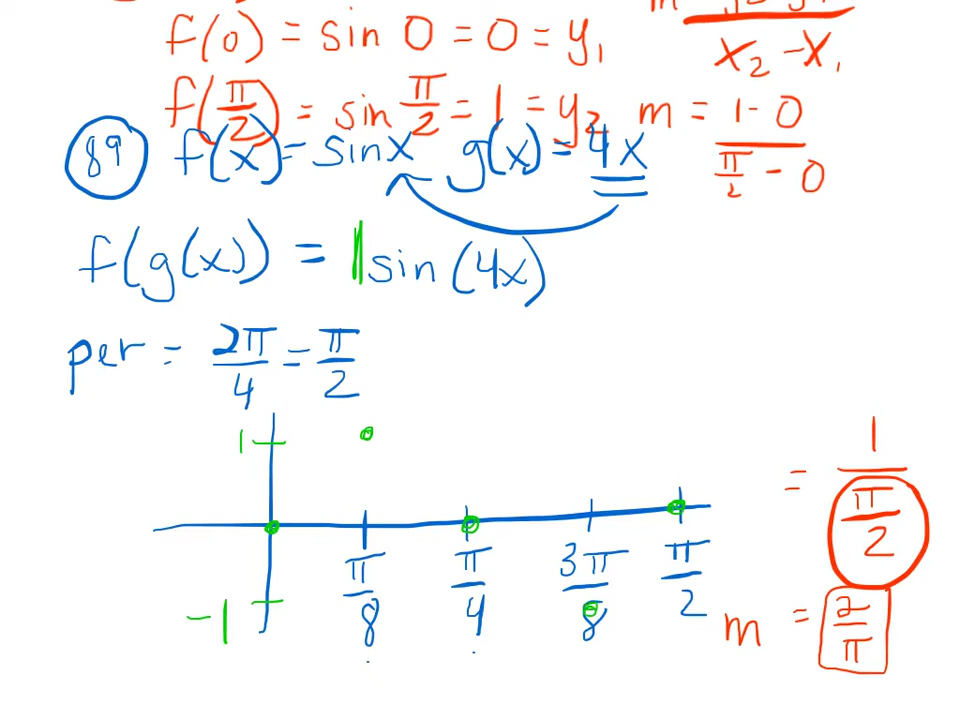 f(0) = sin 0 = 0 = y₁
x₂ - x₁
f(π/2) = sin π/2 = 1 = y₂
m = (1 - 0)/(π/2 - 0)
89 f(x) = sin x g(x) = 4x
f(g(x)) = 1 sin (4x)
per = 2π/4 = π/2
1
-1
π/8 π/4 3π/8 π/2
= 1/(π/2)
m = 2/π